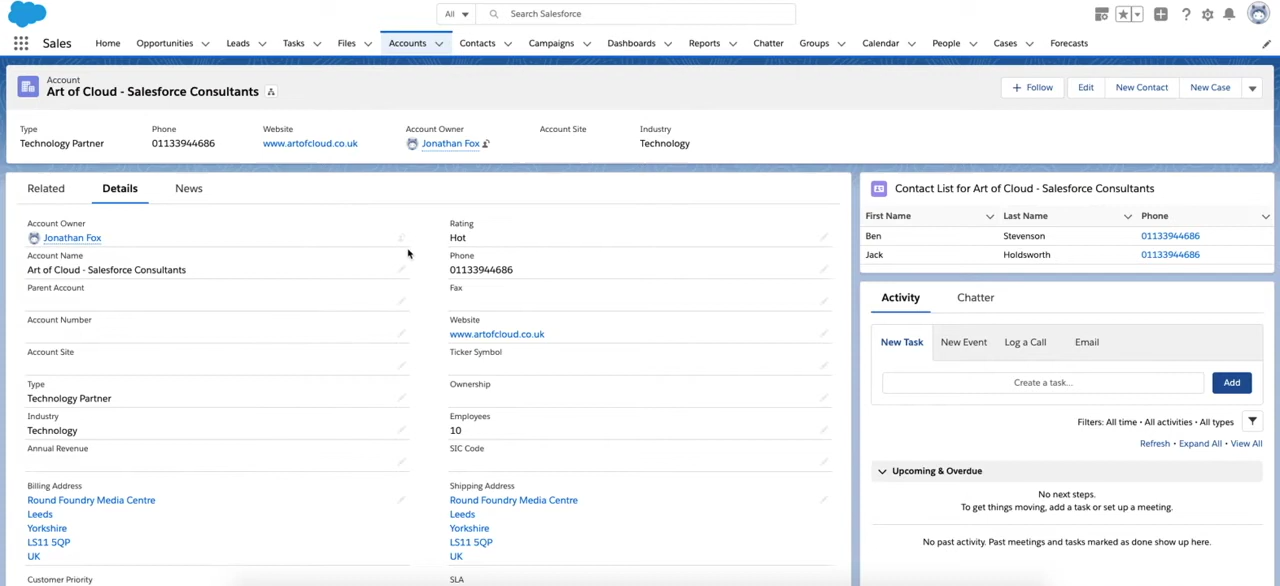 All
Search Salesforce
Sales
Home
Opportunities
Leads
Tasks
Files
Accounts
Contacts
Campaigns
Dashboards
Reports
Chatter
Groups
Calendar
People
Cases
Forecasts
Account
Art of Cloud - Salesforce Consultants
+ Follow
Edit
New Contact
New Case
Type
Technology Partner
Phone
01133944686
Website
www.artofcloud.co.uk
Account Owner
Jonathan Fox
Account Site
Industry
Technology
Related
Details
News
Account Owner
Jonathan Fox
Account Name
Art of Cloud - Salesforce Consultants
Parent Account
Account Number
Account Site
Type
Technology Partner
Industry
Technology
Annual Revenue
Billing Address
Round Foundry Media Centre
Leeds
Yorkshire
LS11 5QP
UK
Customer Priority
Rating
Hot
Phone
01133944686
Fax
Website
www.artofcloud.co.uk
Ticker Symbol
Ownership
Employees
10
SIC Code
Shipping Address
Round Foundry Media Centre
Leeds
Yorkshire
LS11 5QP
UK
SLA
Contact List for Art of Cloud - Salesforce Consultants
First Name Last Name Phone
Ben Stevenson 01133944686
Jack Holdsworth 01133944686
Activity
Chatter
New Task
New Event
Log a Call
Email
Create a task...
Add
Filters: All time • All activities • All types
Refresh • Expand All • View All
Upcoming & Overdue
No next steps.
To get things moving, add a task or set up a meeting.
No past activity. Past meetings and tasks marked as done show up here.